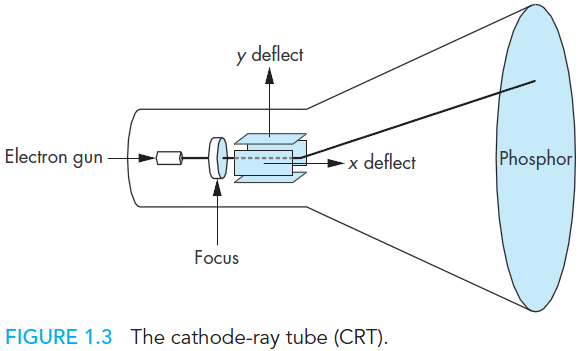 y deflect
Electron gun
x deflect
Phosphor
Focus
FIGURE 1.3 The cathode-ray tube (CRT).